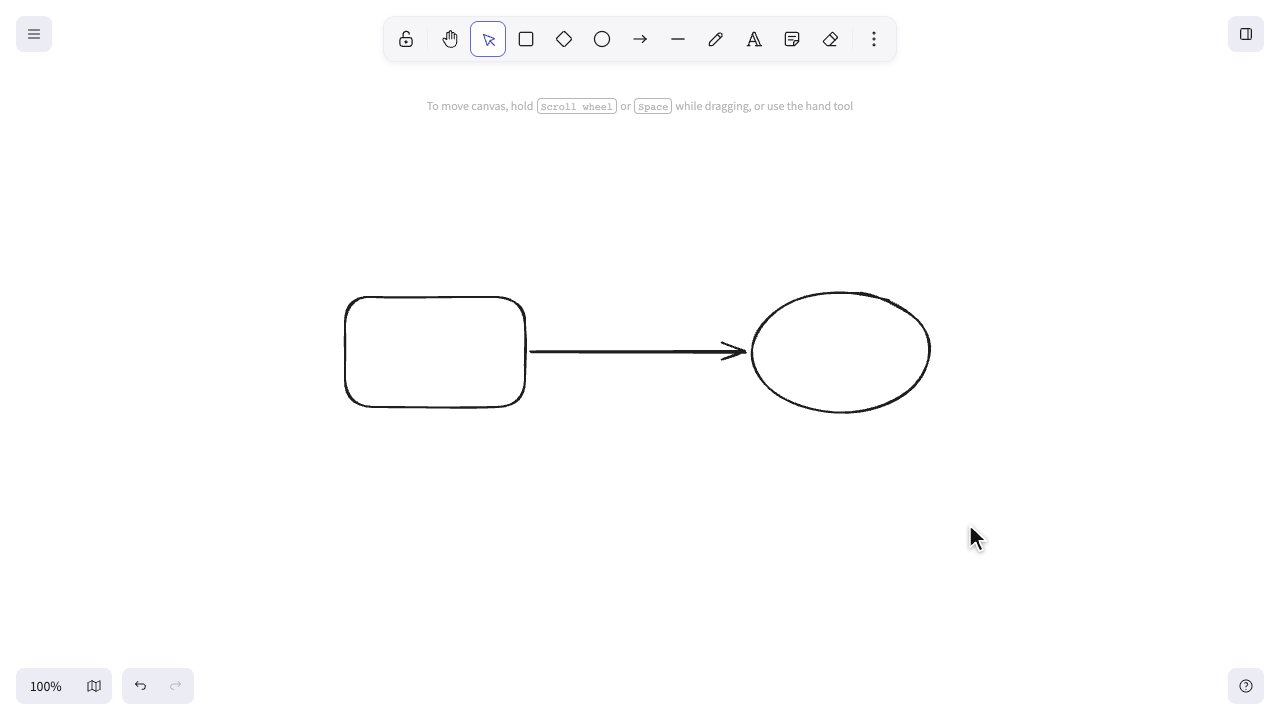 To move canvas, hold Scroll wheel or Space while dragging, or use the hand tool
100%